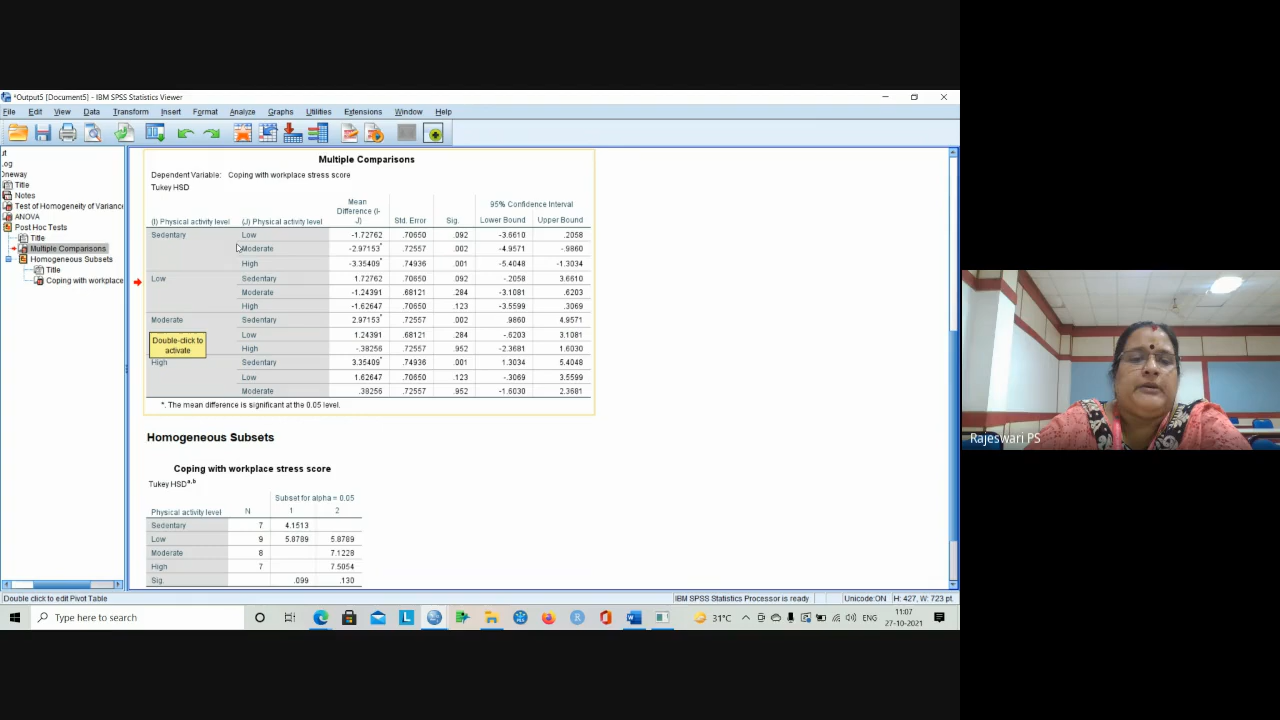 *Output5 [Document5] - IBM SPSS Statistics Viewer
File Edit View Data Transform Insert Format Analyze Graphs Utilities Extensions Window Help
Title
Notes
Test of Homogeneity of Variance
ANOVA
Post Hoc Tests
Title
Multiple Comparisons
Homogeneous Subsets
Title
Coping with workplace
Multiple Comparisons
Dependent Variable: Coping with workplace stress score
Tukey HSD
(I) Physical activity level (J) Physical activity level Mean Difference (I-J) Std. Error Sig. 95% Confidence Interval Lower Bound Upper Bound
Sedentary Low -1.72762 .70650 .092 -3.6610 .2058
Moderate -2.97153* .72557 .002 -4.9571 -.9860
High -3.35409* .74936 .001 -5.4048 -1.3034
Low Sedentary 1.72762 .70650 .092 -.2058 3.6610
Moderate -1.24391 .68121 .284 -3.1081 .6203
High -1.62647 .70650 .123 -3.5599 .3069
Moderate Sedentary 2.97153* .72557 .002 .9860 4.9571
Low 1.24391 .68121 .284 -.6203 3.1081
High -.38256 .72557 .952 -2.3681 1.6030
High Sedentary 3.35409* .74936 .001 1.3034 5.4048
Low 1.62647 .70650 .123 -.3069 3.5599
Moderate .38256 .72557 .952 -1.6030 2.3681
*. The mean difference is significant at the 0.05 level.
Double-click to
activate
Homogeneous Subsets
Coping with workplace stress score
Tukey HSDa,b
Subset for alpha = 0.05
Physical activity level N 1 2
Sedentary 7 4.1513
Low 9 5.8789 5.8789
Moderate 8 7.1228
High 7 7.5054
Sig. .099 .130
Double click to edit Pivot Table IBM SPSS Statistics Processor is ready Unicode:ON H: 427, W: 723 pt.
Type here to search 31°C ENG 11:07
27-10-2021
Rajeswari PS